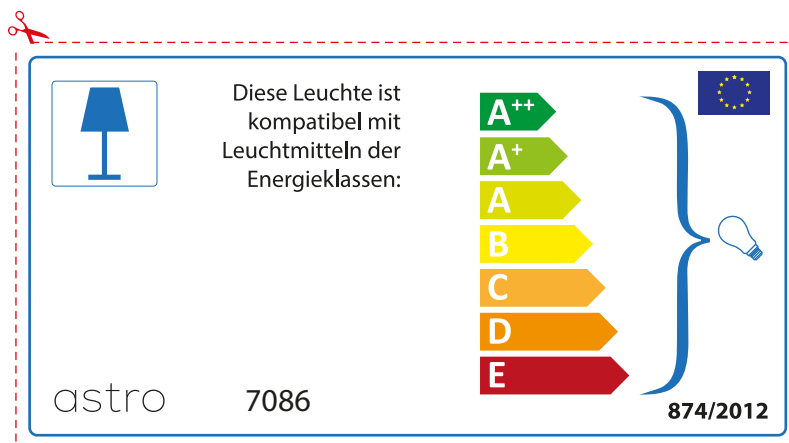 Diese Leuchte ist
kompatibel mit
Leuchtmitteln der
Energieklassen:
A++
A+
A
B
C
D
E
astro 7086
874/2012